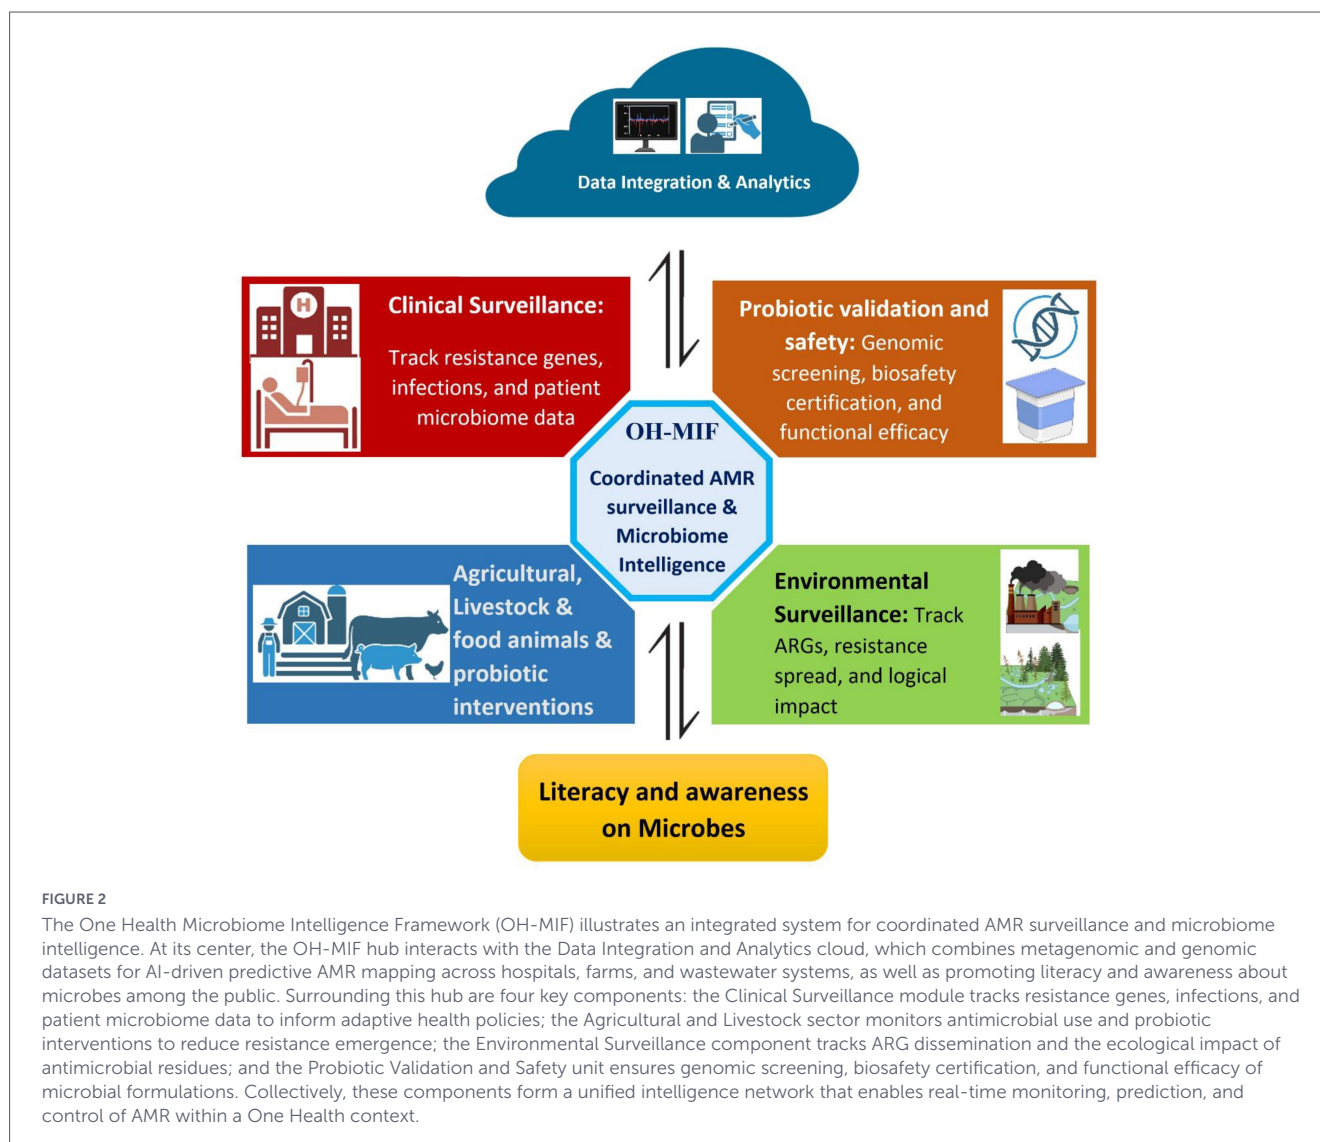 Data Integration & Analytics
Clinical Surveillance:
Track resistance genes,
infections, and patient
microbiome data
Probiotic validation and
safety: Genomic
screening, biosafety
certification, and
functional efficacy
OH-MIF
Coordinated AMR
surveillance &
Microbiome
Intelligence
Agricultural,
Livestock &
food animals &
probiotic
interventions
Environmental
Surveillance: Track
ARGs, resistance
spread, and logical
impact
Literacy and awareness
on Microbes
FIGURE 2
The One Health Microbiome Intelligence Framework (OH-MIF) illustrates an integrated system for coordinated AMR surveillance and microbiome
intelligence. At its center, the OH-MIF hub interacts with the Data Integration and Analytics cloud, which combines metagenomic and genomic
datasets for AI-driven predictive AMR mapping across hospitals, farms, and wastewater systems, as well as promoting literacy and awareness about
microbes among the public. Surrounding this hub are four key components: the Clinical Surveillance module tracks resistance genes, infections, and
patient microbiome data to inform adaptive health policies; the Agricultural and Livestock sector monitors antimicrobial use and probiotic
interventions to reduce resistance emergence; the Environmental Surveillance component tracks ARG dissemination and the ecological impact of
antimicrobial residues; and the Probiotic Validation and Safety unit ensures genomic screening, biosafety certification, and functional efficacy of
microbial formulations. Collectively, these components form a unified intelligence network that enables real-time monitoring, prediction, and
control of AMR within a One Health context.